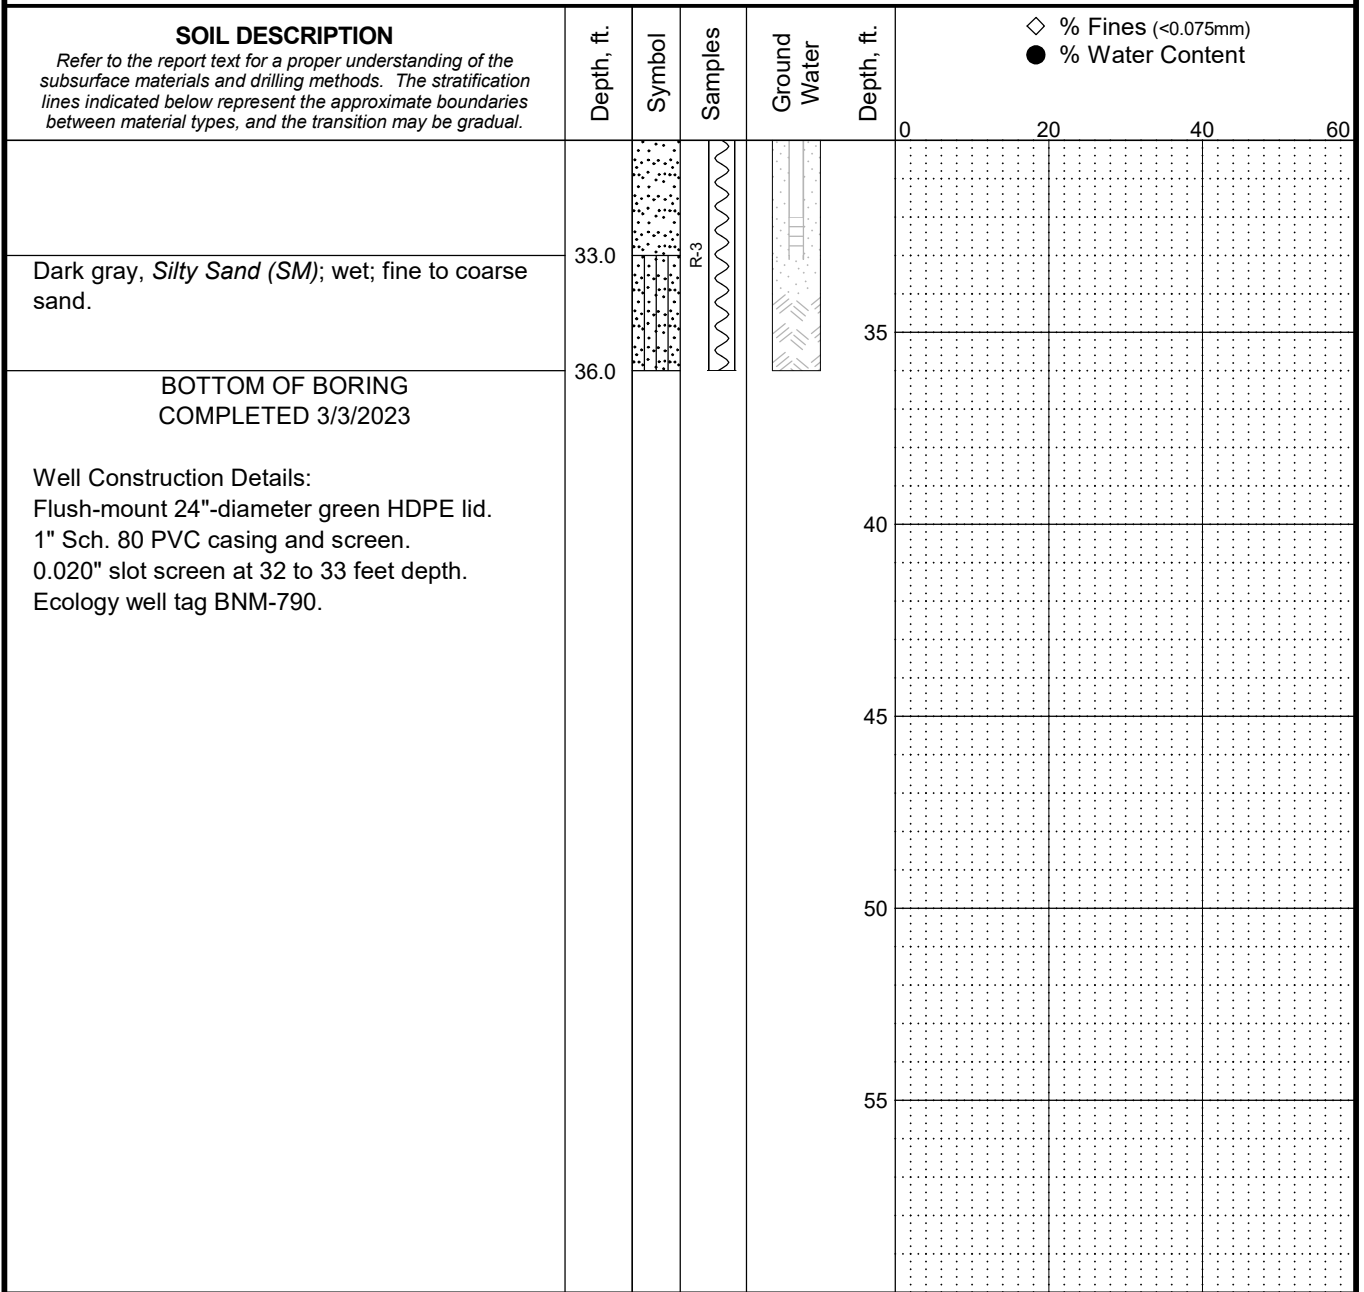 SOIL DESCRIPTION
Refer to the report text for a proper understanding of the
subsurface materials and drilling methods. The stratification
lines indicated below represent the approximate boundaries
between material types, and the transition may be gradual.
Depth, ft.
Symbol
Samples
Ground
Water
Depth, ft.
% Fines (<0.075mm)
% Water Content
0 20 40 60
33.0
R-3
Dark gray, Silty Sand (SM); wet; fine to coarse
sand.
35
36.0
BOTTOM OF BORING
COMPLETED 3/3/2023
Well Construction Details:
Flush-mount 24"-diameter green HDPE lid.
1" Sch. 80 PVC casing and screen.
0.020" slot screen at 32 to 33 feet depth.
Ecology well tag BNM-790.
40
45
50
55